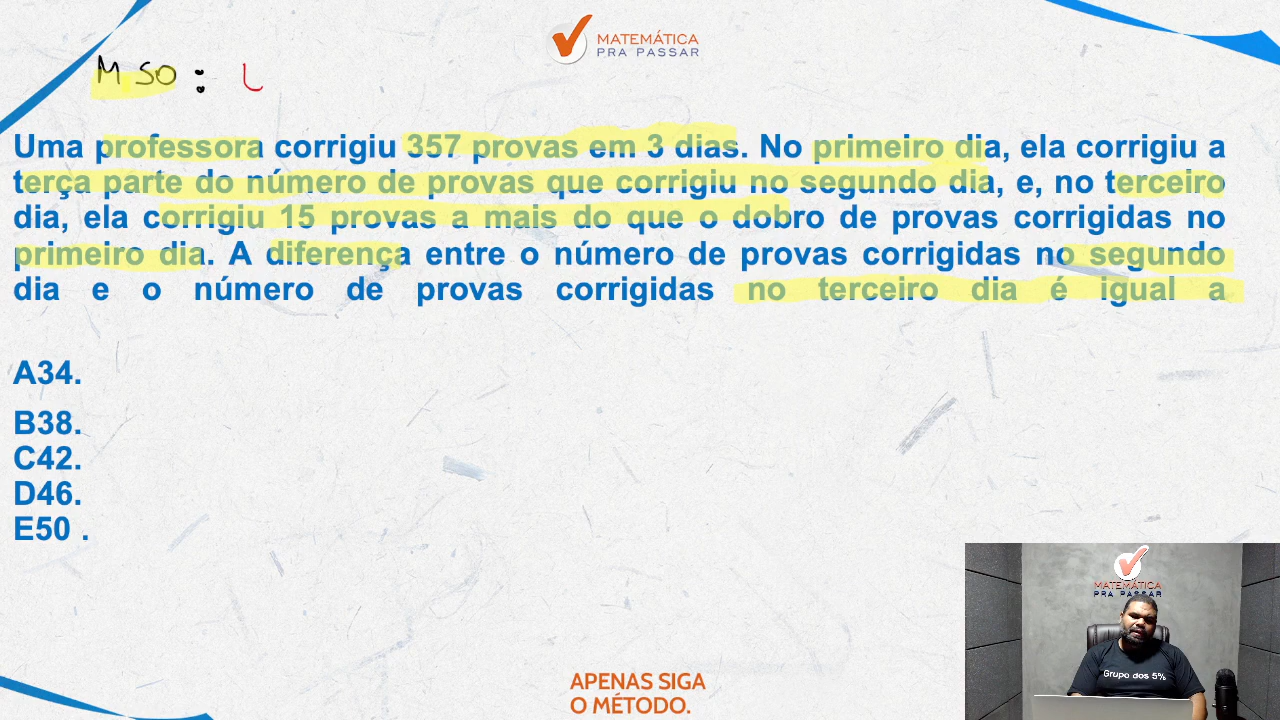 MATEMÁTICA
PRA PASSAR
M SO : L
Uma professora corrigiu 357 provas em 3 dias. No primeiro dia, ela corrigiu a
terça parte do número de provas que corrigiu no segundo dia, e, no terceiro
dia, ela corrigiu 15 provas a mais do que o dobro de provas corrigidas no
primeiro dia. A diferença entre o número de provas corrigidas no segundo
dia e o número de provas corrigidas no terceiro dia é igual a
A34.
B38.
C42.
D46.
E50 .
MATEMÁTICA
PRA PASSAR
Grupo dos 5%
APENAS SIGA
O MÉTODO.